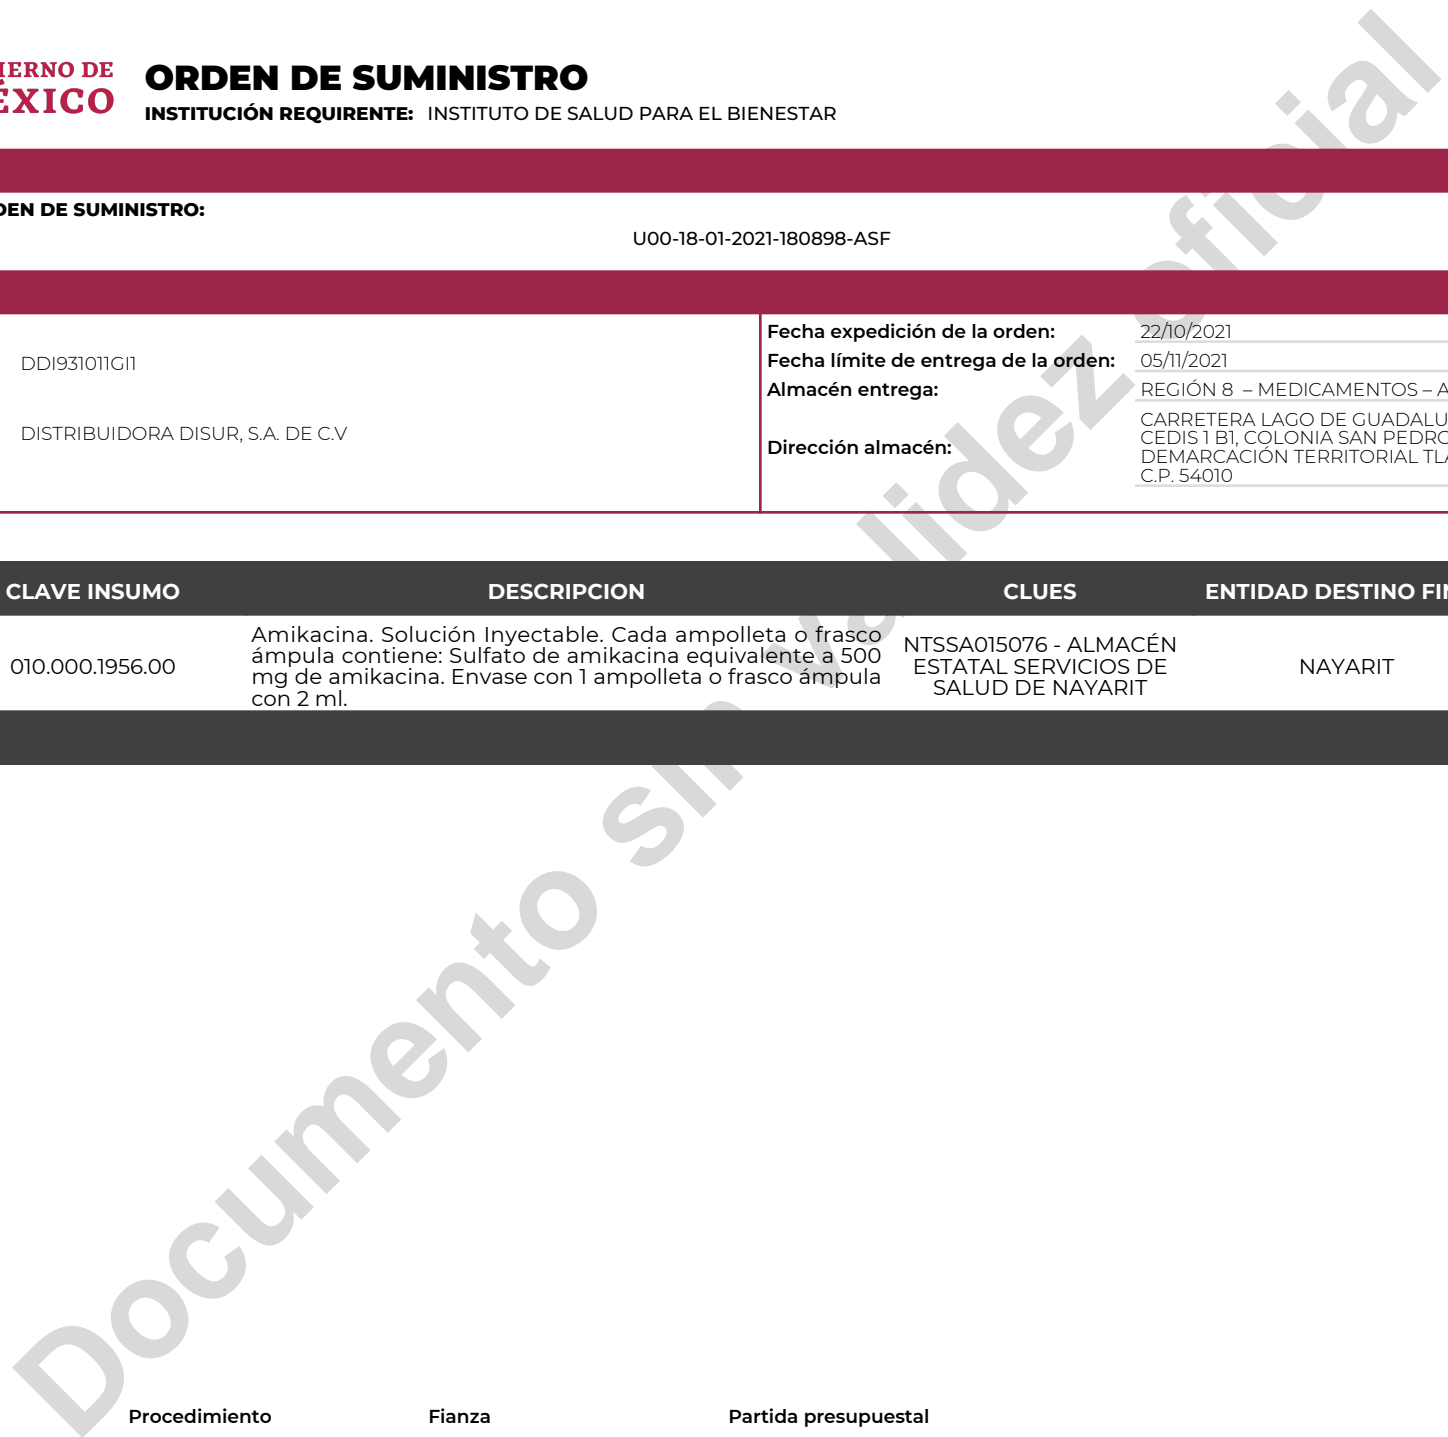 IERNO DE
ÉXICO
ORDEN DE SUMINISTRO
INSTITUCIÓN REQUIRENTE: INSTITUTO DE SALUD PARA EL BIENESTAR
DEN DE SUMINISTRO:
U00-18-01-2021-180898-ASF
DDI931011GI1
DISTRIBUIDORA DISUR, S.A. DE C.V
Fecha expedición de la orden: 22/10/2021
Fecha límite de entrega de la orden: 05/11/2021
Almacén entrega: REGIÓN 8 – MEDICAMENTOS – A
Dirección almacén:
CARRETERA LAGO DE GUADALU
CEDIS 1 B1, COLONIA SAN PEDRO
DEMARCACIÓN TERRITORIAL TLA
C.P. 54010
CLAVE INSUMO DESCRIPCION CLUES ENTIDAD DESTINO FIN
010.000.1956.00
Amikacina. Solución Inyectable. Cada ampolleta o frasco
ámpula contiene: Sulfato de amikacina equivalente a 500
mg de amikacina. Envase con 1 ampolleta o frasco ámpula
con 2 ml.
NTSSA015076 - ALMACÉN
ESTATAL SERVICIOS DE
SALUD DE NAYARIT
NAYARIT
Documento sin validez oficial
Procedimiento Fianza Partida presupuestal